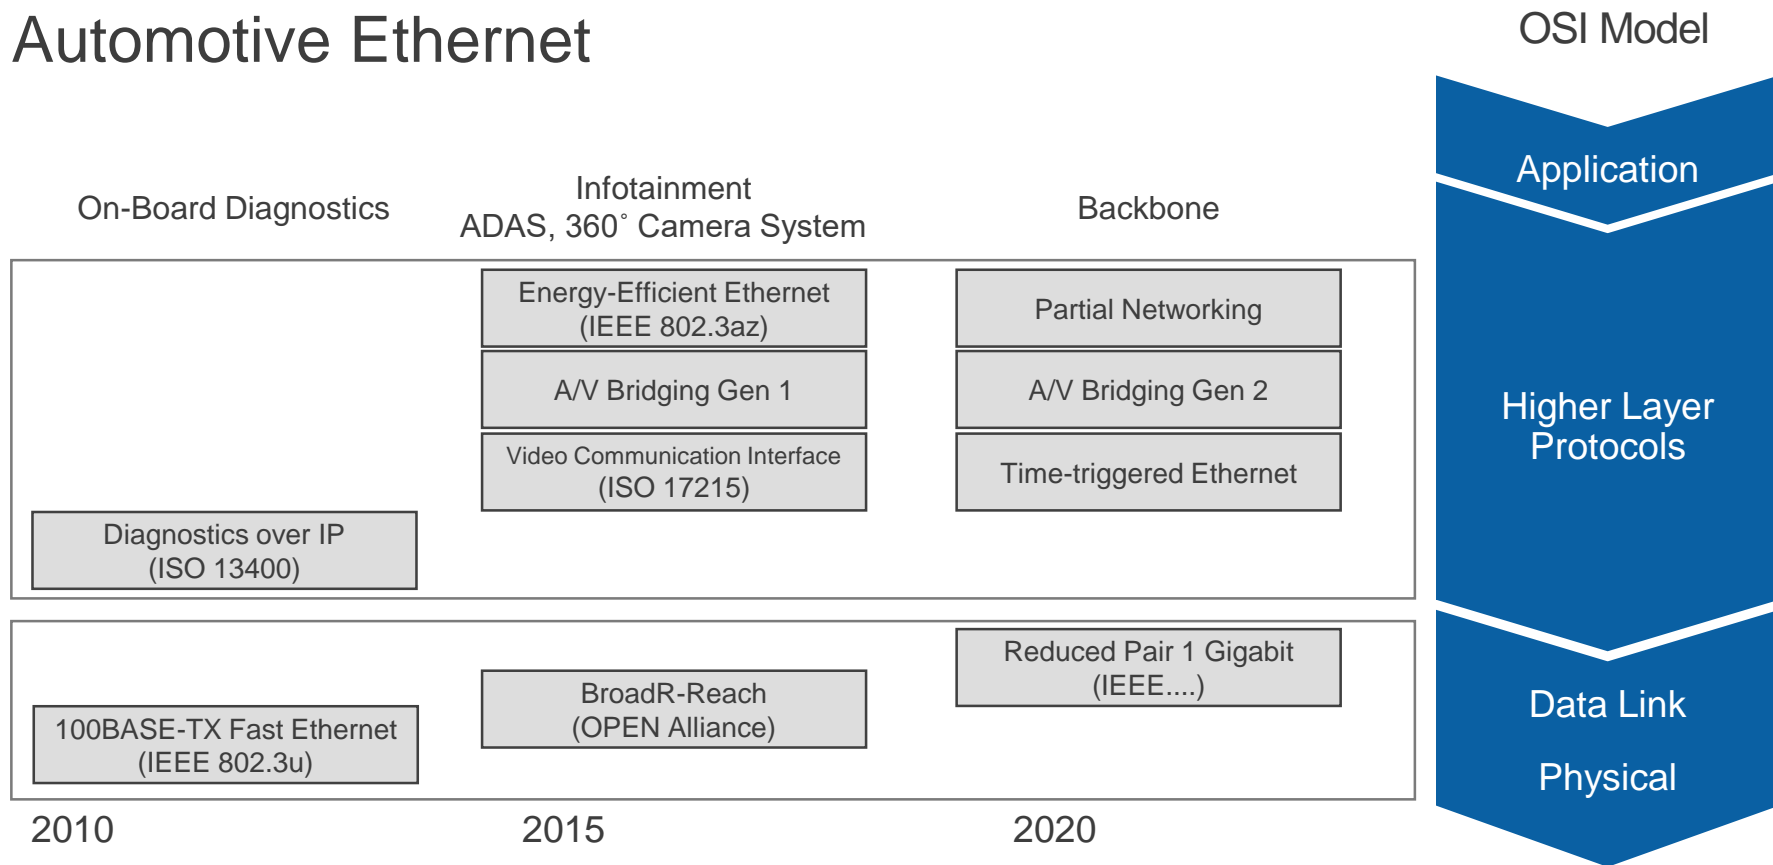 Automotive Ethernet
OSI Model
On-Board Diagnostics
Infotainment
ADAS, 360° Camera System
Backbone
Energy-Efficient Ethernet
(IEEE 802.3az)
A/V Bridging Gen 1
Video Communication Interface
(ISO 17215)
Partial Networking
A/V Bridging Gen 2
Time-triggered Ethernet
Diagnostics over IP
(ISO 13400)
100BASE-TX Fast Ethernet
(IEEE 802.3u)
BroadR-Reach
(OPEN Alliance)
Reduced Pair 1 Gigabit
(IEEE....)
2010
2015
2020
Application
Higher Layer
Protocols
Data Link
Physical